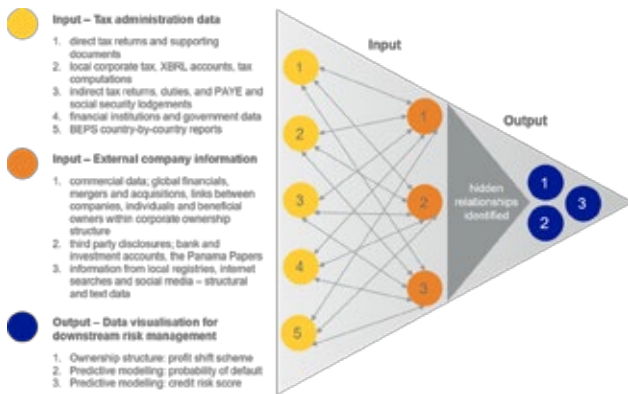 Input – Tax administration data
1. direct tax returns and supporting
documents
2. local corporate tax, XBRL accounts, tax
computations
3. indirect tax returns, duties, and PAYE and
social security lodgements
4. financial institutions and government data
5. BEPS country-by-country reports
Input – External company information
1. commercial data; global financials,
mergers and acquisitions, links between
companies, individuals and beneficial
owners within corporate ownership
structure
2. third party disclosures; bank and
investment accounts, the Panama Papers
3. information from local registries, internet
searches and social media – structural
and text data
Output – Data visualisation for
downstream risk management
1. Ownership structure: profit shift scheme
2. Predictive modelling: probability of default
3. Predictive modelling: credit risk score
Input
1
2
3
4
5
1
2
3
hidden
relationships
identified
Output
1
2
3